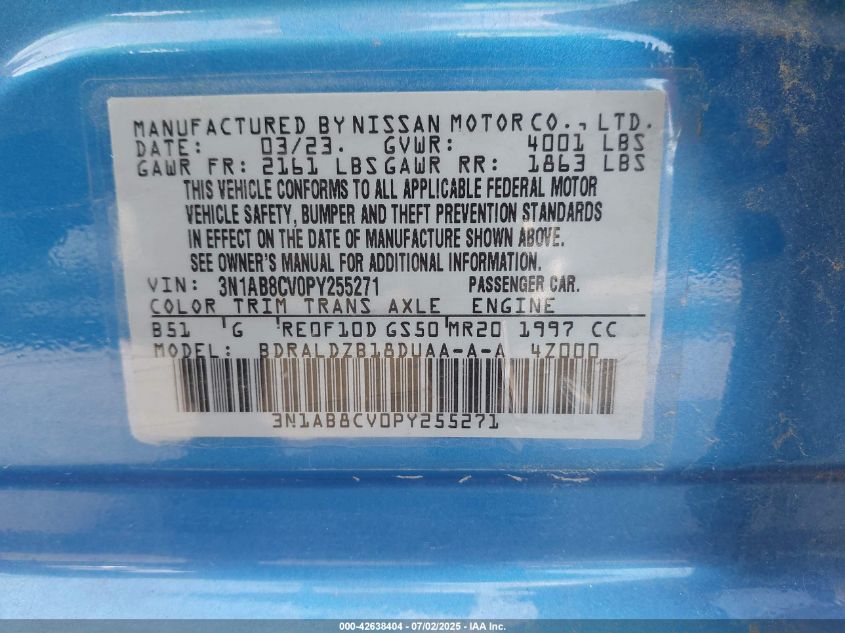 MANUFACTURED BY NISSAN MOTOR CO., LTD.
DATE: 03/23. GVWR: 4001 LBS
GAWR FR: 2161 LBS GAWR RR: 1863 LBS
THIS VEHICLE CONFORMS TO ALL APPLICABLE FEDERAL MOTOR
VEHICLE SAFETY, BUMPER AND THEFT PREVENTION STANDARDS
IN EFFECT ON THE DATE OF MANUFACTURE SHOWN ABOVE.
SEE OWNER'S MANUAL FOR ADDITIONAL INFORMATION.
VIN: 3N1AB8CV0PY255271 PASSENGER CAR.
COLOR TRIM TRANS AXLE ENGINE
B51 'G 'RE0F10D GS50'MR20 1997 CC
MODEL: BDRALDZB18DUAA-A-A 4Z000
3N1AB8CV0PY255271
000-42638404 - 07/02/2025 - IAA Inc.